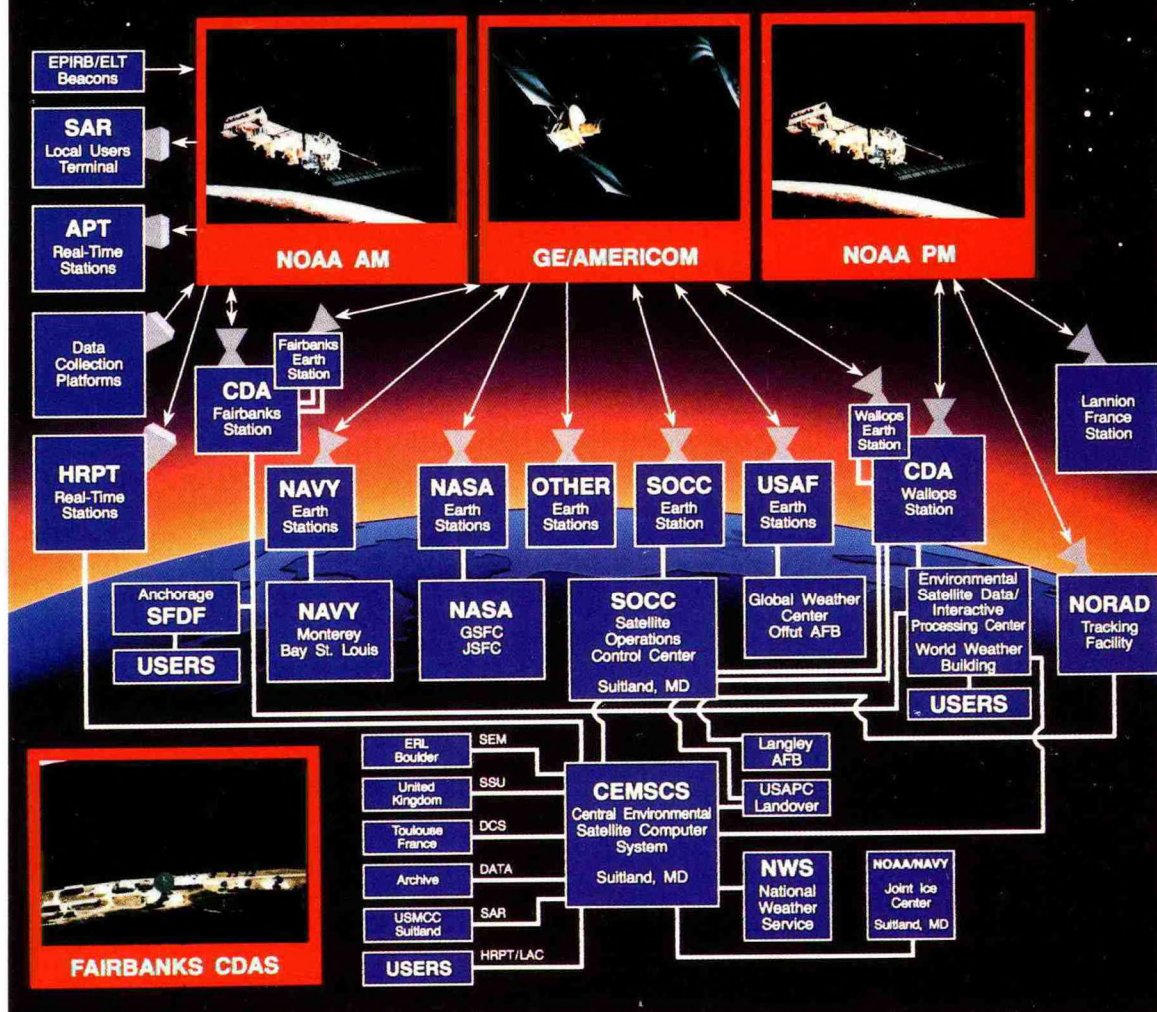 EPIRB/ELT
Beacons
SAR
Local Users
Terminal
APT
Real-Time
Stations
Data
Collection
Platforms
HRPT
Real-Time
Stations
NOAA AM
GE/AMERICOM
NOAA PM
CDA
Fairbanks
Station
Fairbanks
Earth
Station
NAVY
Earth
Stations
NASA
Earth
Stations
OTHER
Earth
Stations
SOCC
Earth
Station
USAF
Earth
Stations
Wallops
Earth
Station
CDA
Wallops
Station
Lannion
France
Station
Anchorage
SFDF
USERS
NAVY
Monterey
Bay St. Louis
NASA
GSFC
JSFC
SOCC
Satellite
Operations
Control Center
Suitland, MD
Global Weather
Center
Offut AFB
Environmental
Satellite Data/
Interactive
Processing Center
World Weather
Building
USERS
NORAD
Tracking
Facility
FAIRBANKS CDAS
ERL
Boulder
SEM
United
Kingdom
SSU
Toulouse
France
DCS
Archive
DATA
USMCC
Suitland
SAR
USERS
HRPT/LAC
CEMSCS
Central Environmental
Satellite Computer
System
Suitland, MD
Langley
AFB
USAPC
Landover
NWS
National
Weather
Service
NOAA/NAVY
Joint Ice
Center
Suitland, MD